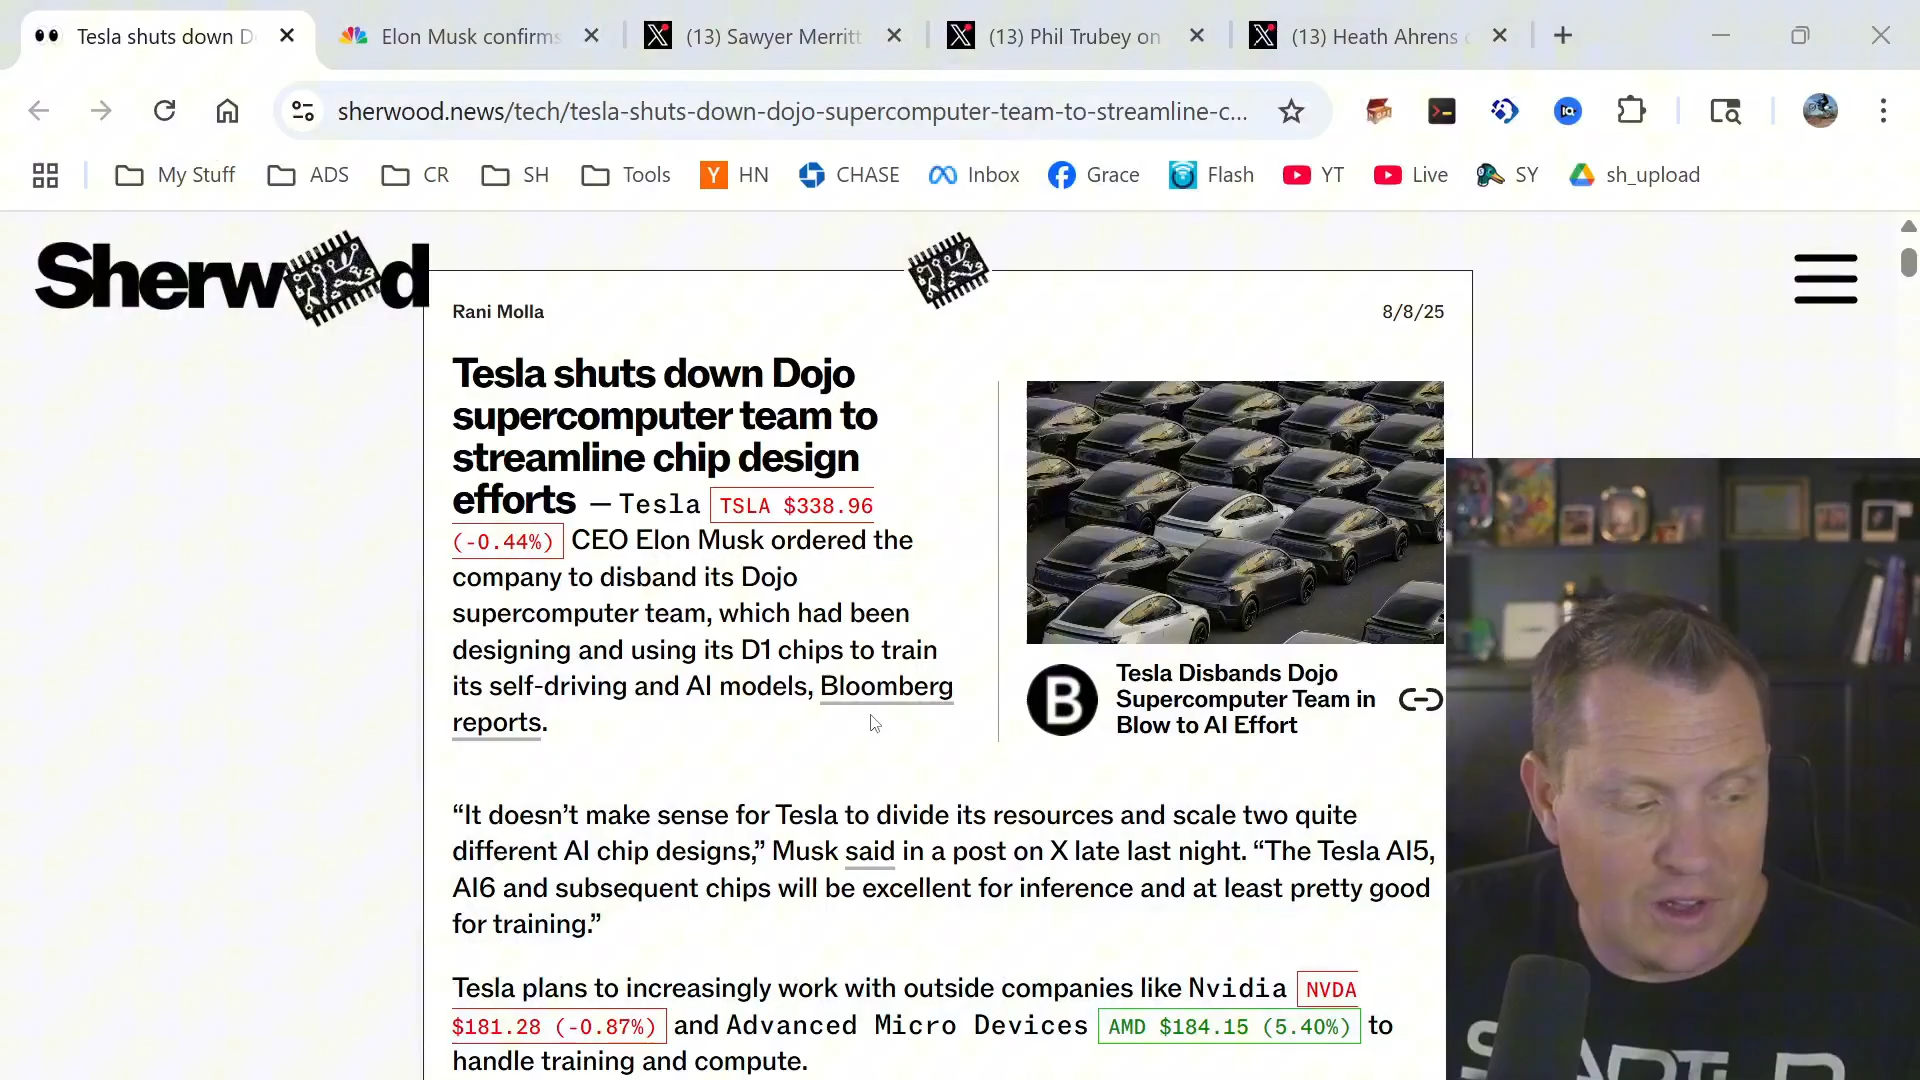 Tesla shuts down D
Elon Musk confirms
(13) Sawyer Merritt
(13) Phil Trubey on
(13) Heath Ahrens
sherwood.news/tech/tesla-shuts-down-dojo-supercomputer-team-to-streamline-c...
My Stuff
ADS
CR
SH
Tools
Y HN
CHASE
Inbox
Grace
Flash
YT
Live
SY
sh_upload
Sherwood
Rani Molla
8/8/25
Tesla shuts down Dojo
supercomputer team to
streamline chip design
efforts — Tesla TSLA $338.96
(-0.44%) CEO Elon Musk ordered the
company to disband its Dojo
supercomputer team, which had been
designing and using its D1 chips to train
its self-driving and AI models, Bloomberg
reports.
B
Tesla Disbands Dojo
Supercomputer Team in
Blow to AI Effort
“It doesn’t make sense for Tesla to divide its resources and scale two quite
different AI chip designs,” Musk said in a post on X late last night. “The Tesla AI5,
AI6 and subsequent chips will be excellent for inference and at least pretty good
for training.”
Tesla plans to increasingly work with outside companies like Nvidia NVDA
$181.28 (-0.87%) and Advanced Micro Devices AMD $184.15 (5.40%) to
handle training and compute.